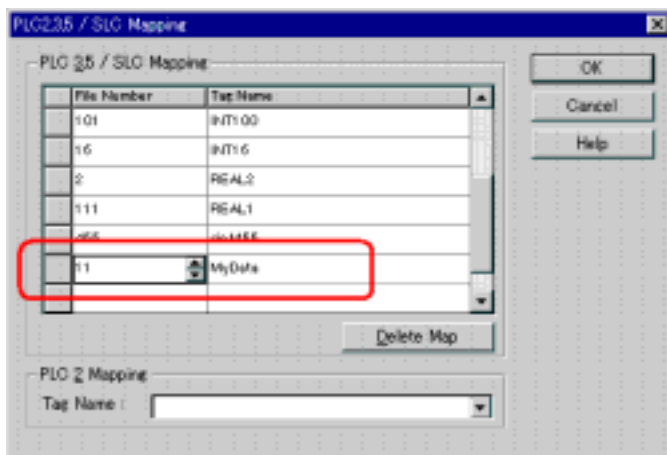 PLC2,3,5 / SLC Mapping
PLC 3,5 / SLC Mapping
OK
File Number Tag Name
Cancel
101 INT100
16 INT16
Help
2 REAL2
111 REAL1
11 MyData
Delete Map
PLC 2 Mapping
Tag Name :